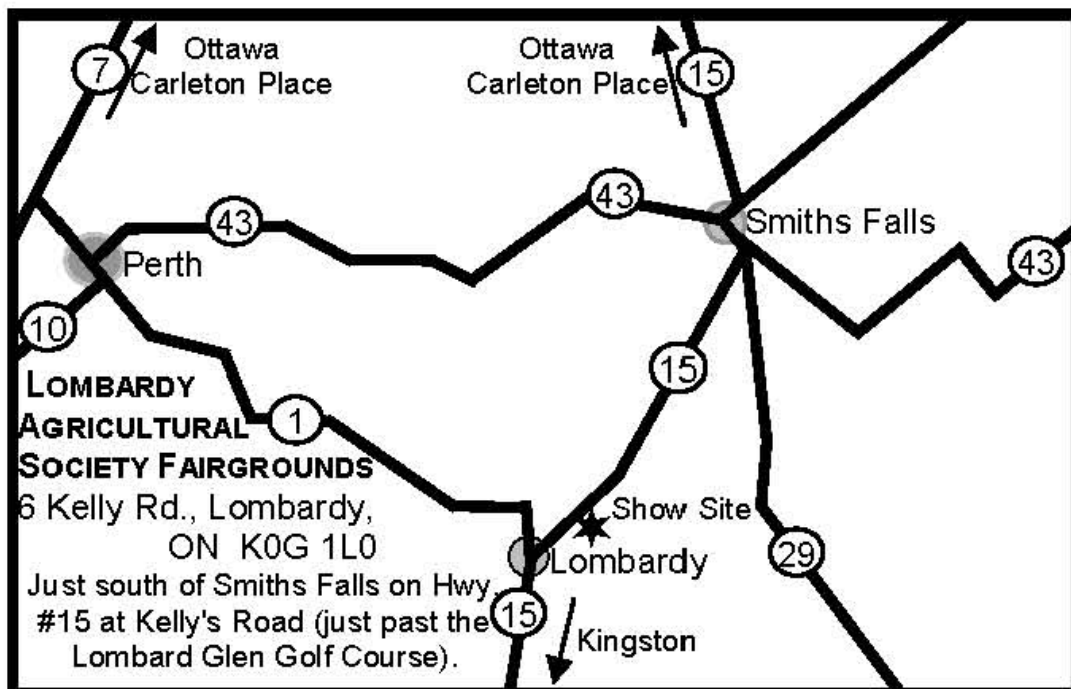 7
Ottawa
Carleton Place
Ottawa
Carleton Place
15
43
43
Smiths Falls
Perth
43
10
15
LOMBARDY
AGRICULTURAL
SOCIETY FAIRGROUNDS
1
6 Kelly Rd., Lombardy,
ON K0G 1L0
Just south of Smiths Falls on Hwy
#15 at Kelly's Road (just past the
Lombard Glen Golf Course).
Show Site
Lombardy
29
15
Kingston